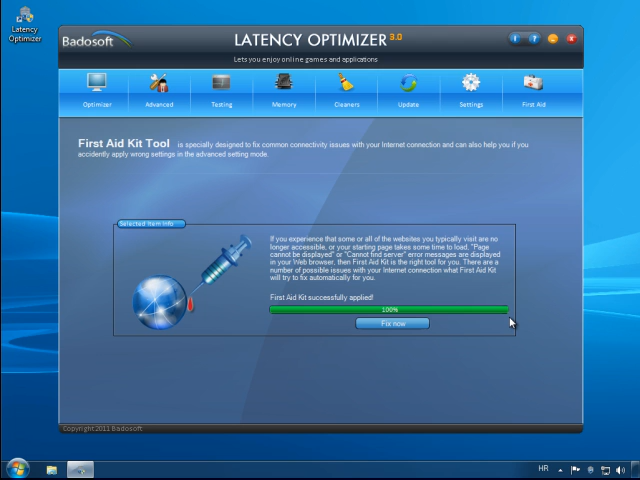 Latency
Optimizer
Badosoft
LATENCY OPTIMIZER 3.0
Lets you enjoy online games and applications
Optimizer
Advanced
Testing
Memory
Cleaners
Update
Settings
First Aid
First Aid Kit Tool is specially designed to fix common connectivity issues with your Internet connection and can also help you if you
accidently apply wrong settings in the advanced setting mode.
Selected item info
If you experience that some or all of the websites you typically visit are no
longer accessible, or your starting page takes some time to load, "Page
cannot be displayed" or "Cannot find server" error messages are displayed
in your Web browser, then First Aid Kit is the right tool for you. There are a
number of possible issues with your Internet connection what First Aid Kit
will try to fix automatically for you.
First Aid Kit successfully applied!
100%
Fix now
Copyright 2011 Badosoft
HR